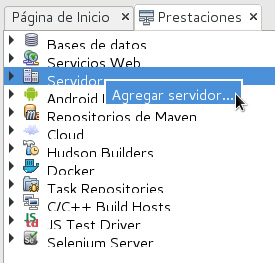 Página de Inicio × Prestaciones ×
Bases de datos
Servicios Web
Servidor
Agregar servidor...
Android
Repositorios de Maven
Cloud
Hudson Builders
Docker
Task Repositories
C/C++ Build Hosts
JS Test Driver
Selenium Server